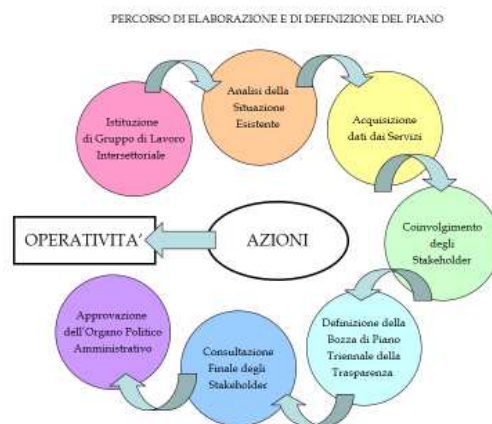 PERCORSO DI ELABORAZIONE E DI DEFINIZIONE DEL PIANO
Istituzione
di Gruppo di Lavoro
Intersettoriale
Analisi della
Situazione
Esistente
Acquisizione
dati dai Servizi
Coinvolgimento
degli
Stakeholder
Definizione della
Bozza di Piano
Triennale della
Trasparenza
Consultazione
Finale degli
Stakeholder
Approvazione
dell'Organo Politico
Amministrativo
AZIONI
OPERATIVITA'